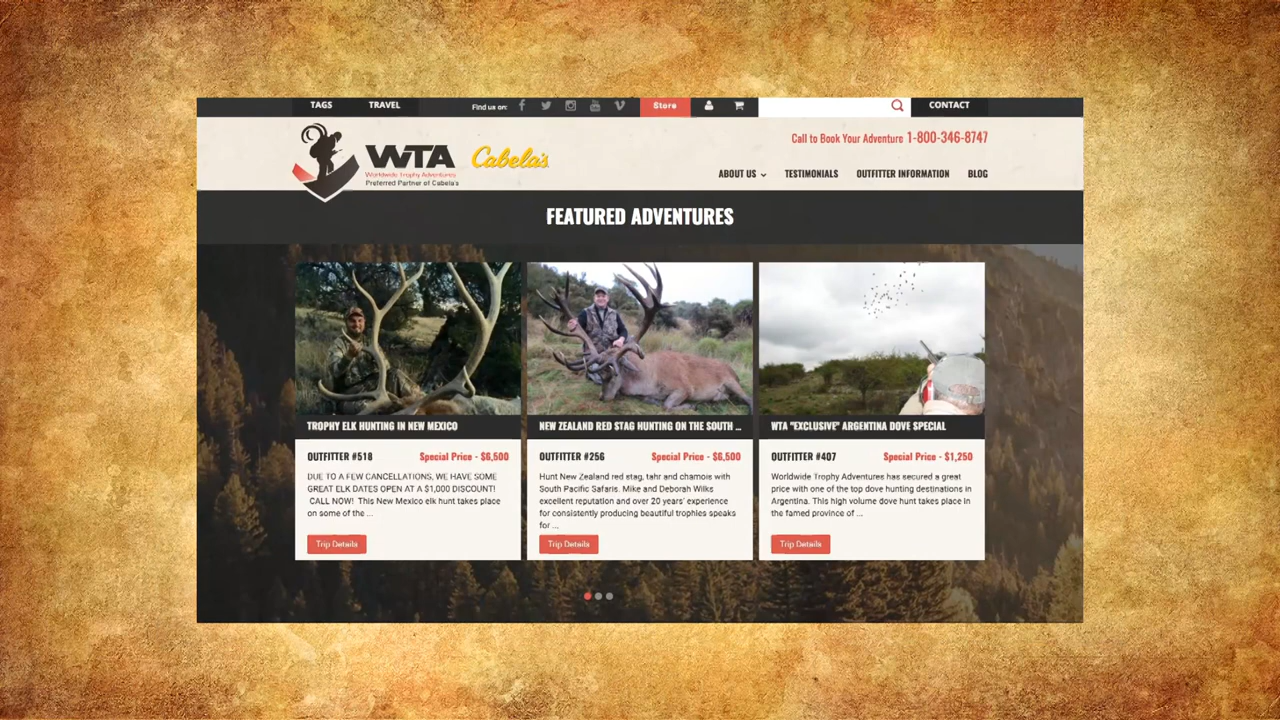 TAGS TRAVEL Find us on: Store CONTACT
Call to Book Your Adventure 1-800-346-8747
WTA Cabela's
Worldwide Trophy Adventures
Preferred Partner of Cabela's
ABOUT US TESTIMONIALS OUTFITTER INFORMATION BLOG
FEATURED ADVENTURES
TROPHY ELK HUNTING IN NEW MEXICO
OUTFITTER #518 Special Price - $6,500
DUE TO A FEW CANCELLATIONS, WE HAVE SOME
GREAT ELK DATES OPEN AT A $1,000 DISCOUNT!
CALL NOW! This New Mexico elk hunt takes place
on some of the ...
Trip Details
NEW ZEALAND RED STAG HUNTING ON THE SOUTH ...
OUTFITTER #256 Special Price - $6,500
Hunt New Zealand red stag, tahr and chamois with
South Pacific Safaris. Mike and Deborah Wilks
excellent reputation and over 20 years' experience
for consistently producing beautiful trophies speaks
for ...
Trip Details
WTA "EXCLUSIVE" ARGENTINA DOVE SPECIAL
OUTFITTER #407 Special Price - $1,250
Worldwide Trophy Adventures has secured a great
price with one of the top dove hunting destinations in
Argentina. This high volume dove hunt takes place in
the famed province of ...
Trip Details